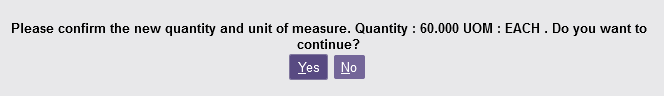 Please confirm the new quantity and unit of measure. Quantity : 60.000 UOM : EACH . Do you want to
continue?
Yes No